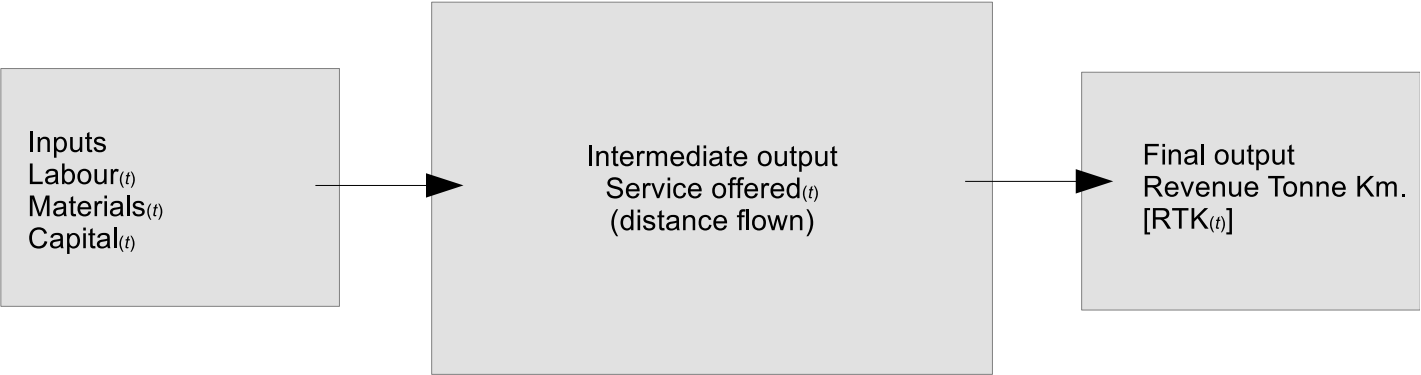 Inputs
Labour(t)
Materials(t)
Capital(t)
Intermediate output
Service offered(t)
(distance flown)
Final output
Revenue Tonne Km.
[RTK(t)]